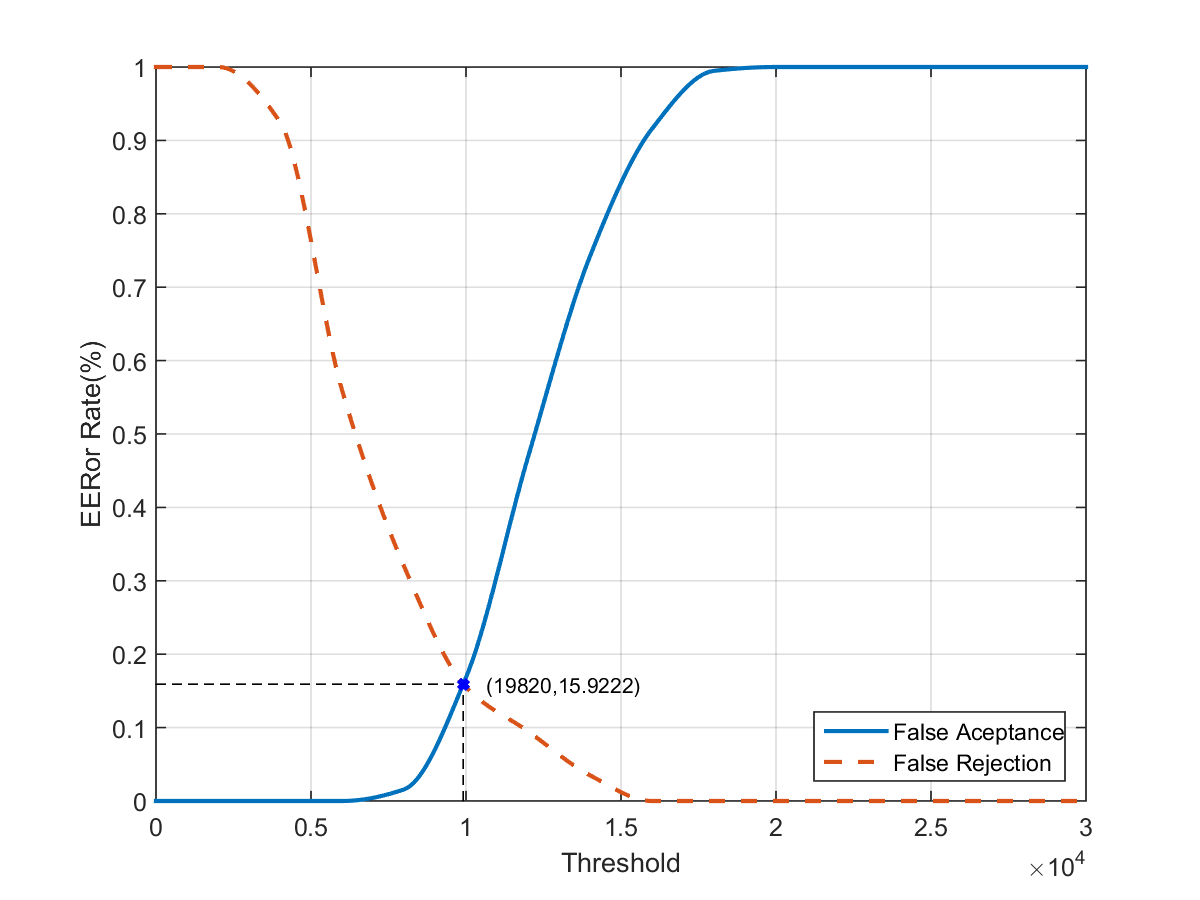 1
0.9
0.8
0.7
0.6
0.5
0.4
0.3
0.2
0.1
0
EERor Rate(%)
(19820,15.9222)
False Aceptance
False Rejection
0 0.5 1 1.5 2 2.5 3
Threshold
×10⁴